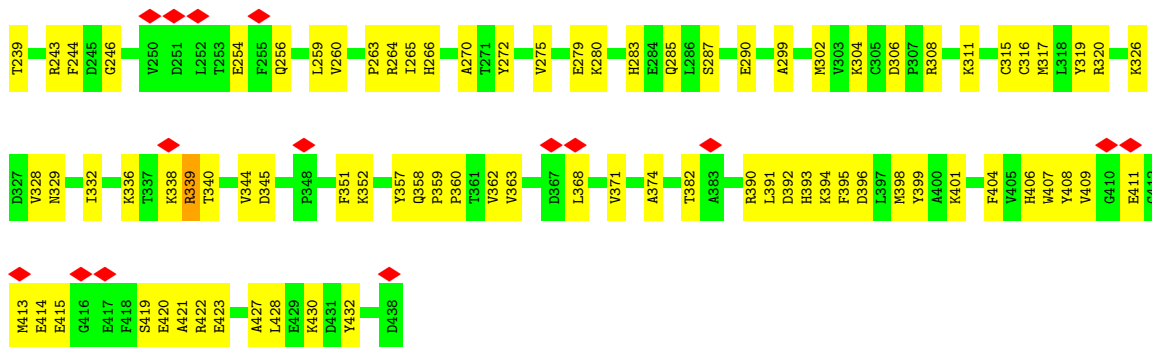 T239 R243 F244 D245 G246 V250 D251 L252 T253 E254 F255 Q256 L259 V260 P263 R264 I265 H266 A270 T271 Y272 V275 E279 K280 H283 E284 Q285 L286 S287 E290 A299 M302 V303 K304 C305 D306 P307 R308 K311 C315 C316 M317 L318 Y319 R320 K326
D327 V328 N329 I332 K336 T337 K338 R339 T340 V344 D345 P348 F351 K352 Y357 Q358 P359 P360 T361 V362 V363 D367 L368 V371 A374 T382 A383 R390 L391 D392 H393 K394 F395 D396 L397 M398 Y399 A400 K401 F404 V405 H406 W407 Y408 V409 G410 E411 G412
M413 E414 E415 G416 E417 F418 S419 E420 A421 R422 E423 A427 L428 E429 K430 D431 Y432 D438